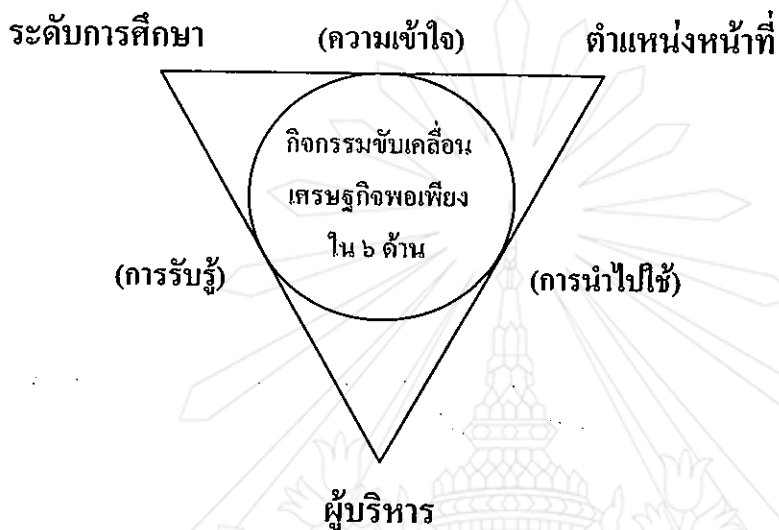 ระดับการศึกษา (ความเข้าใจ) ตำแหน่งหน้าที่
กิจกรรมขับเคลื่อน
เศรษฐกิจพอเพียง
ใน ๖ ด้าน
(การรับรู้) (การนำไปใช้)
ผู้บริหาร